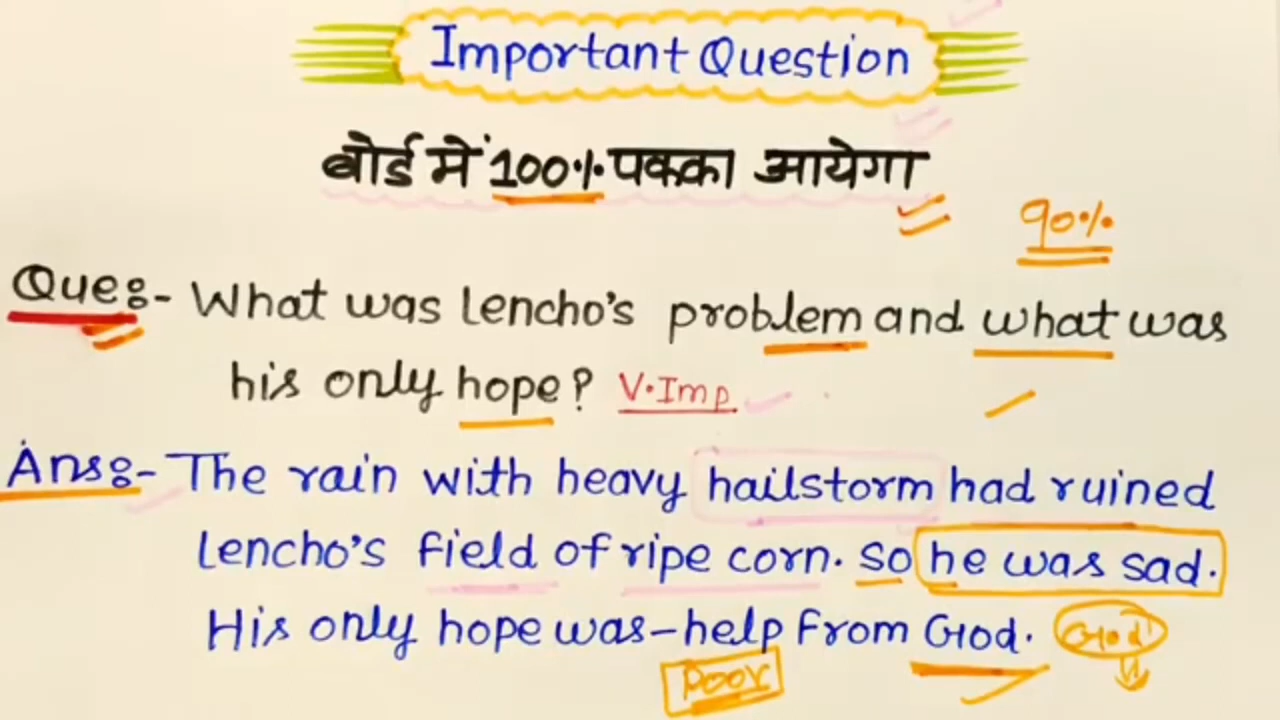 Important Question
बोर्ड में 100% पक्का आयेगा
90%
Que:- What was Lencho's problem and what was
his only hope? V.Imp
Ans:- The rain with heavy hailstorm had ruined
Lencho's field of ripe corn. so he was sad.
His only hope was-help from God. God
Poor